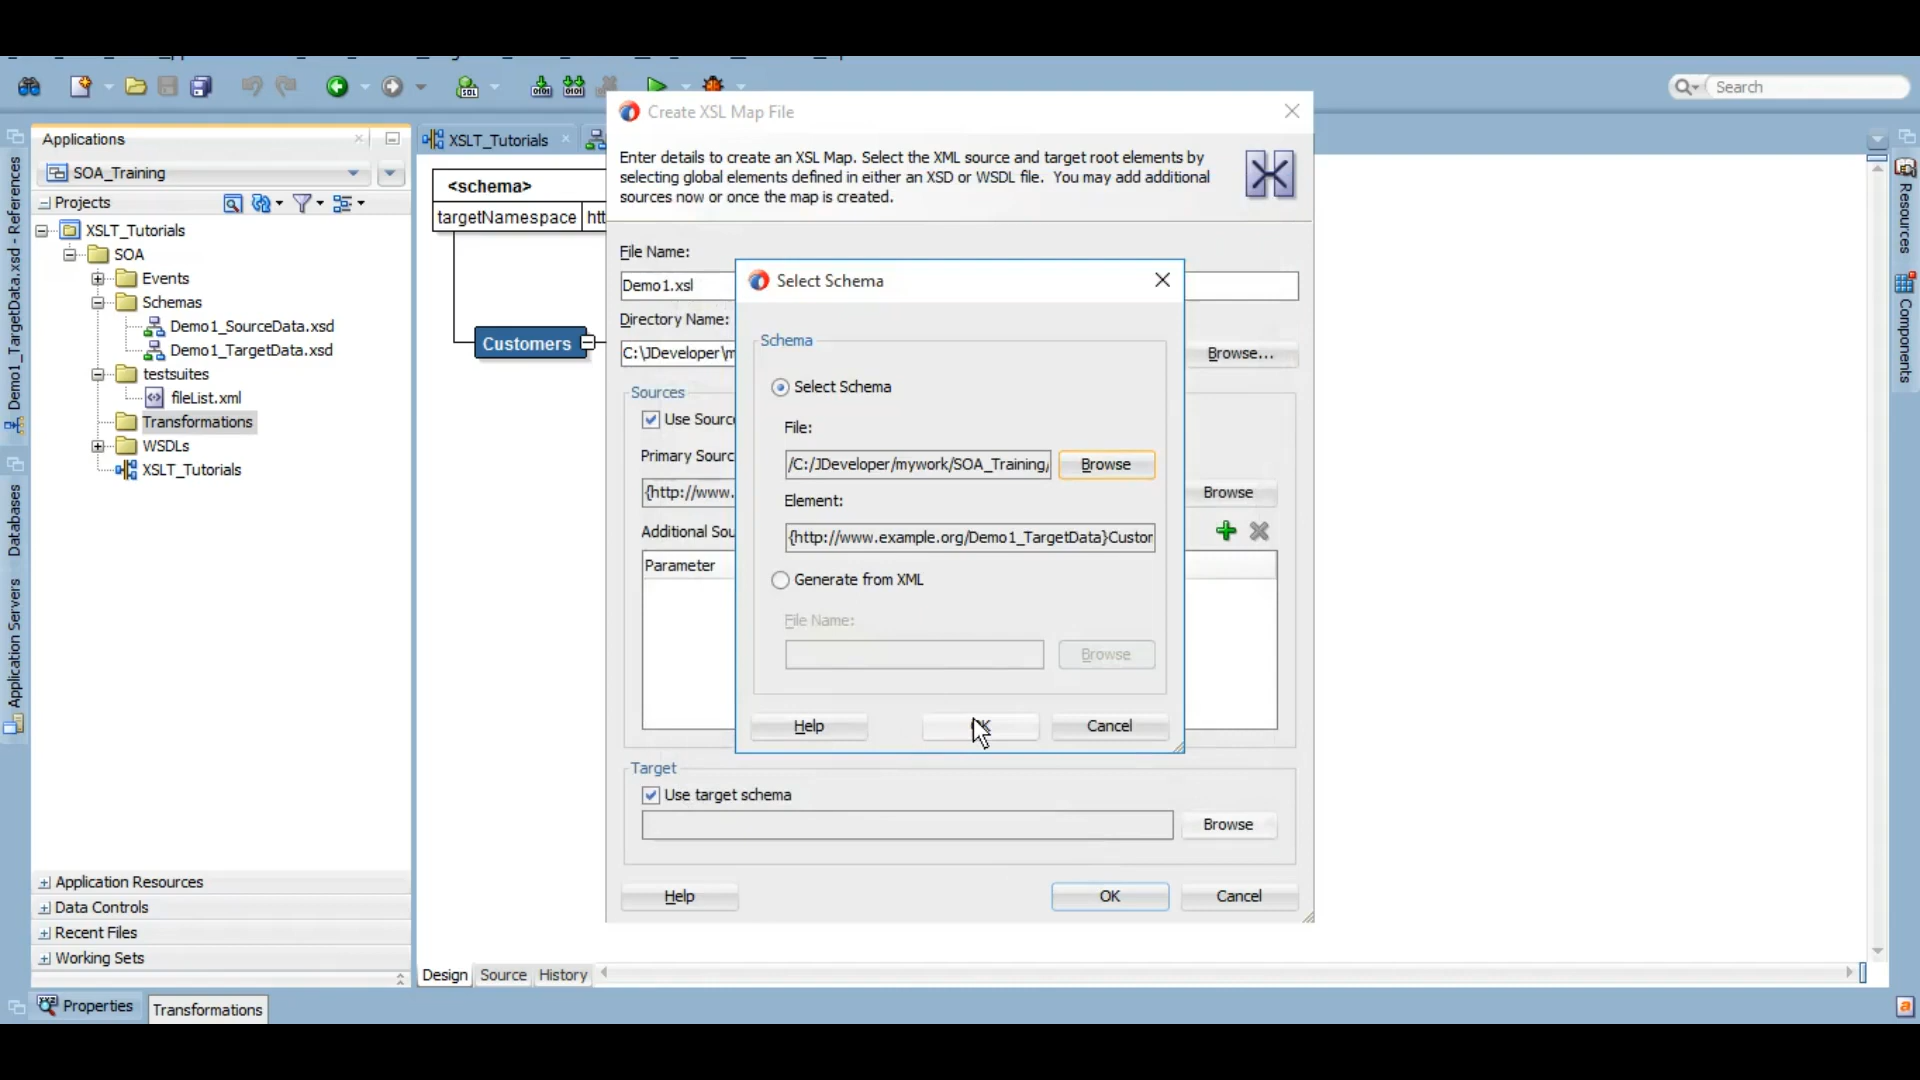 Search
Applications
SOA_Training
Projects
XSLT_Tutorials
SOA
Events
Schemas
Demo1_SourceData.xsd
Demo1_TargetData.xsd
testsuites
fileList.xml
Transformations
WSDLs
XSLT_Tutorials
Application Resources
Data Controls
Recent Files
Working Sets
Properties
Transformations
Demo1_TargetData.xsd - References
Databases
Application Servers
XSLT_Tutorials
<schema>
targetNamespace
Customers
Design
Source
History
Create XSL Map File
Enter details to create an XSL Map. Select the XML source and target root elements by
selecting global elements defined in either an XSD or WSDL file. You may add additional
sources now or once the map is created.
File Name:
Demo1.xsl
Directory Name:
C:\JDeveloper\m
Browse...
Sources
Use
Primary
{http://www.
Browse
Additional
Parameter
Target
Use target schema
Browse
Help
OK
Cancel
Select Schema
Schema
Select Schema
File:
/C:/JDeveloper/mywork/SOA_Training/
Browse
Element:
{http://www.example.org/Demo1_TargetData}Custor
Generate from XML
File Name:
Browse
Help
Cancel
Resources
Components